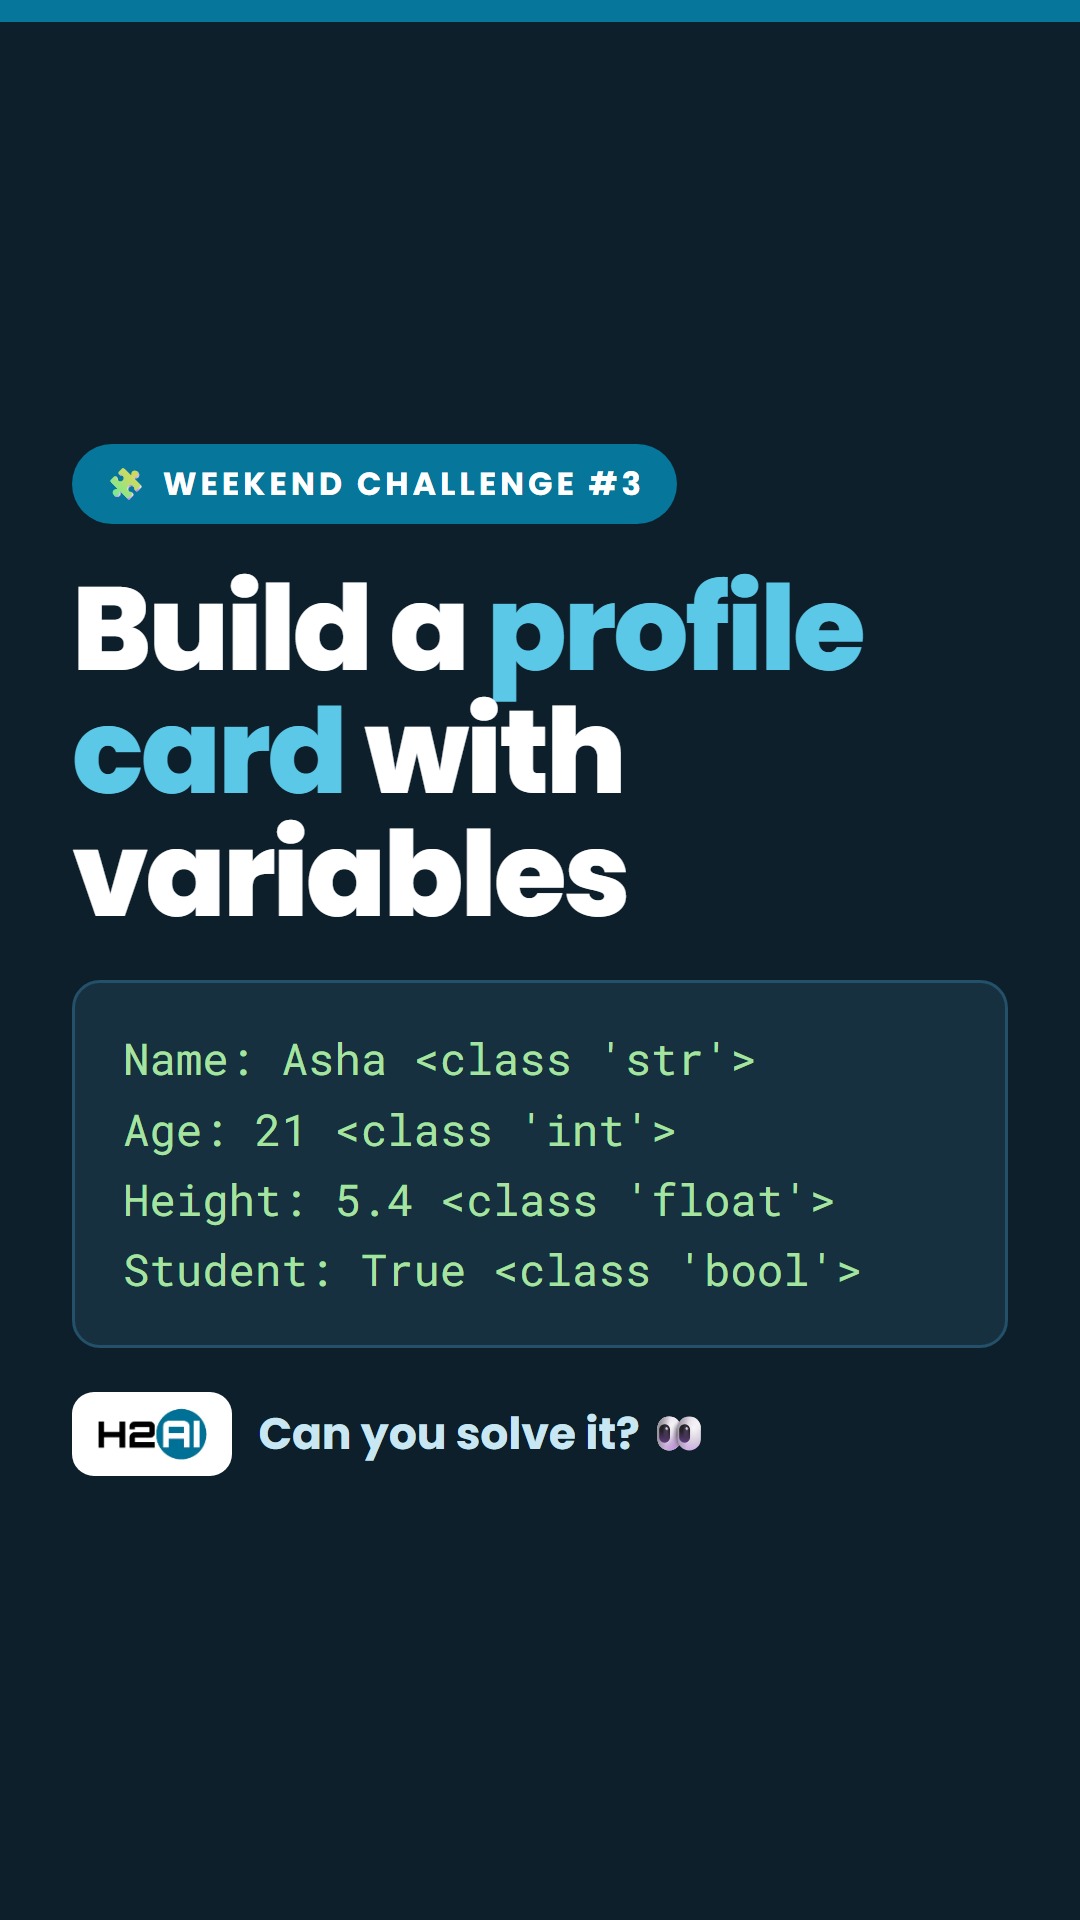 🧩 WEEKEND CHALLENGE #3
Build a profile
card with
variables
Name: Asha <class 'str'>
Age: 21 <class 'int'>
Height: 5.4 <class 'float'>
Student: True <class 'bool'>
H2AI Can you solve it? 👀